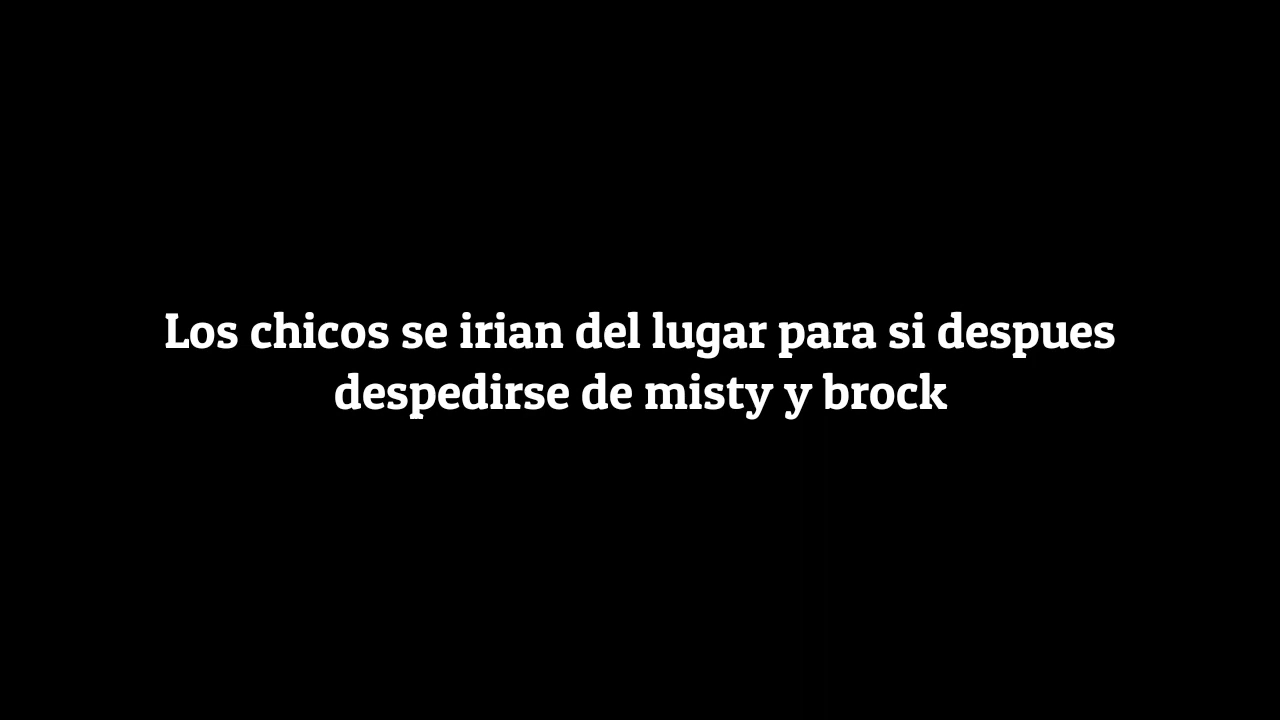 Los chicos se irian del lugar para si despues
despedirse de misty y brock